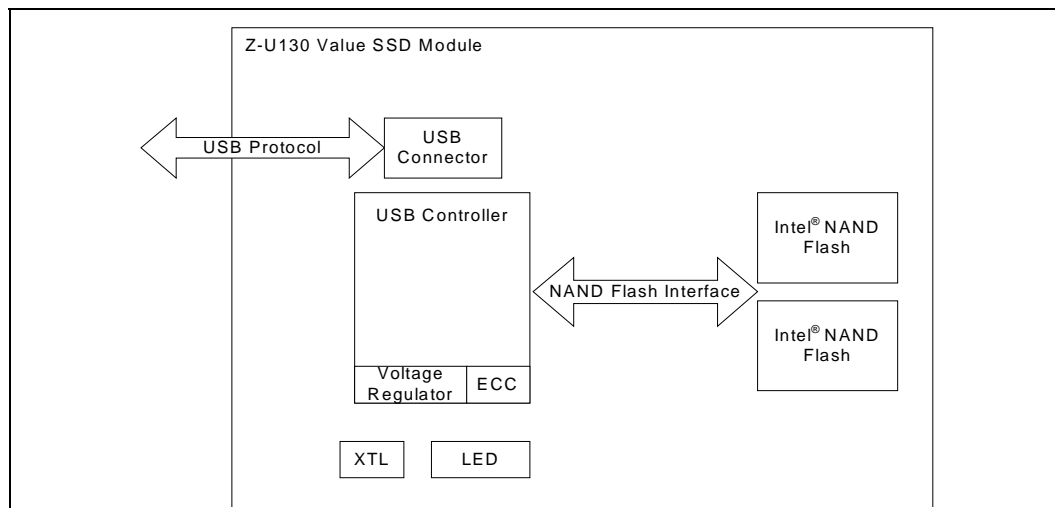 Z-U130 Value SSD Module
USB Protocol
USB
Connector
USB Controller
NAND Flash Interface
Intel® NAND
Flash
Intel® NAND
Flash
Voltage
Regulator
ECC
XTL
LED